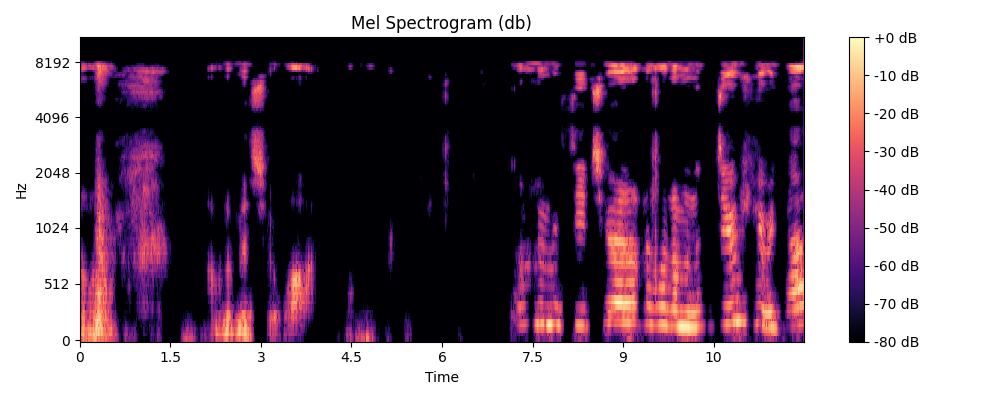 Mel Spectrogram (db)
Hz
8192
4096
2048
1024
512
0
0 1.5 3 4.5 6 7.5 9 10
Time
+0 dB
-10 dB
-20 dB
-30 dB
-40 dB
-50 dB
-60 dB
-70 dB
-80 dB